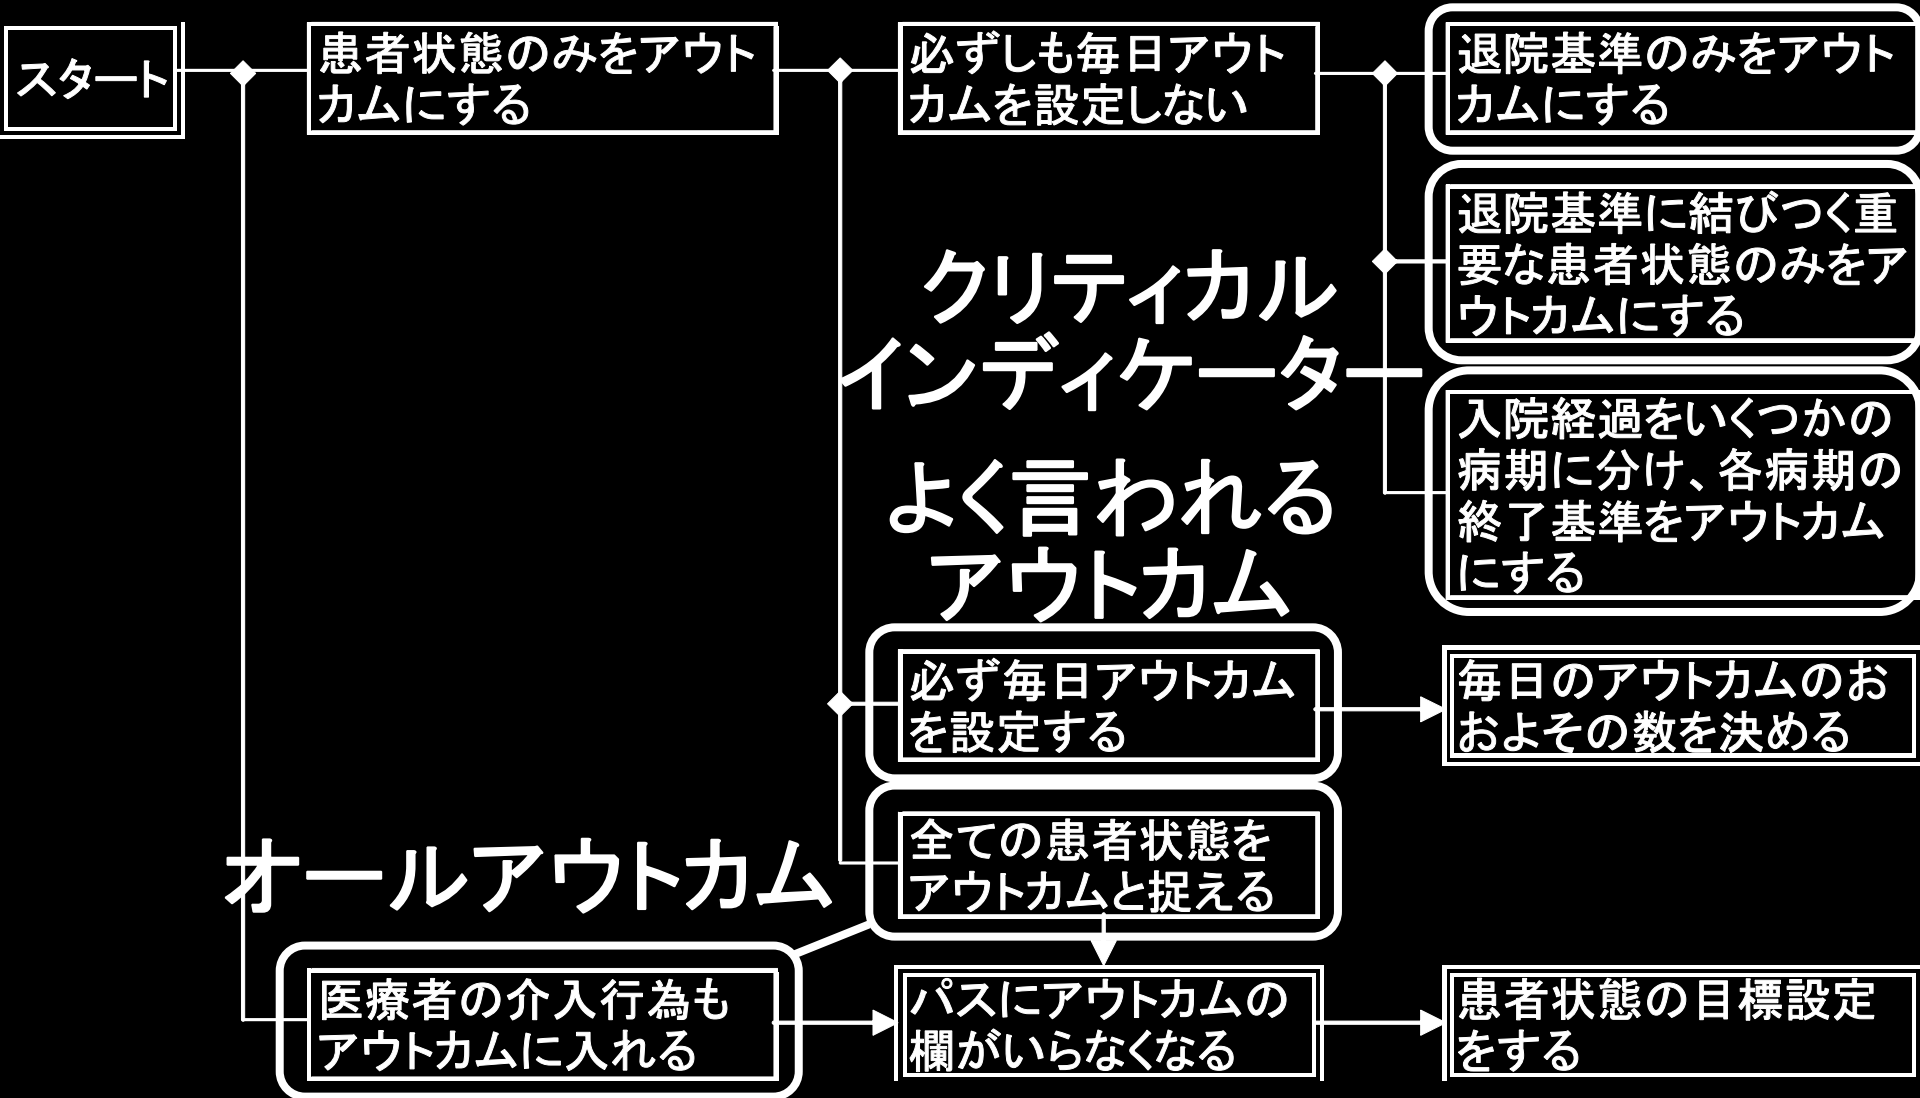 スタート
患者状態のみをアウト
カムにする
必ずしも毎日アウト
カムを設定しない
退院基準のみをアウト
カムにする
退院基準に結びつく重
要な患者状態のみをア
ウトカムにする
クリティカル
インディケーター
入院経過をいくつかの
病期に分け、各病期の
終了基準をアウトカム
にする
よく言われる
アウトカム
必ず毎日アウトカム
を設定する
毎日のアウトカムのお
およその数を決める
オールアウトカム
全ての患者状態を
アウトカムと捉える
医療者の介入行為も
アウトカムに入れる
パスにアウトカムの
欄がいらなくなる
患者状態の目標設定
をする